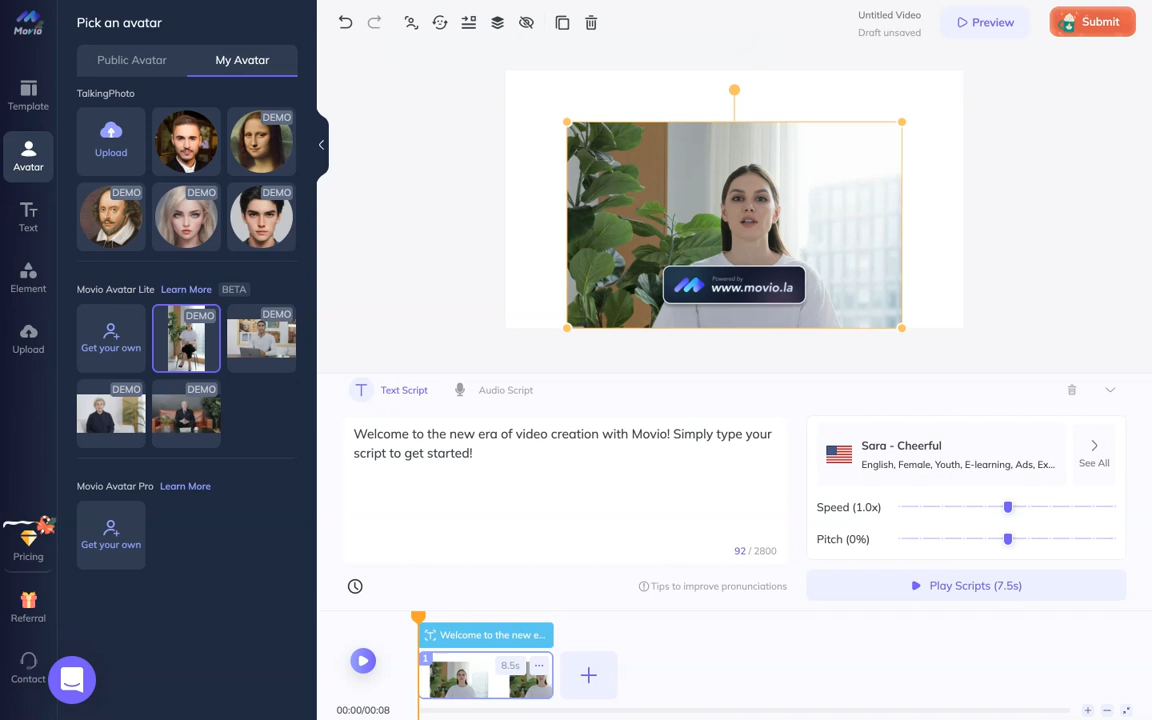 Movio
Template
Avatar
Text
Element
Upload
Pricing
Referral
Contact
Pick an avatar
Public Avatar
My Avatar
TalkingPhoto
Upload
DEMO
DEMO
DEMO
DEMO
Movio Avatar Lite Learn More BETA
Get your own
DEMO
DEMO
DEMO
DEMO
Movio Avatar Pro Learn More
Get your own
Untitled Video
Draft unsaved
Preview
Submit
Powered by
www.movio.la
Text Script
Audio Script
Welcome to the new era of video creation with Movio! Simply type your
script to get started!
92 / 2800
Tips to improve pronunciations
Sara - Cheerful
English, Female, Youth, E-learning, Ads, Ex...
See All
Speed (1.0x)
Pitch (0%)
Play Scripts (7.5s)
Welcome to the new e...
1
8.5s
00:00/00:08